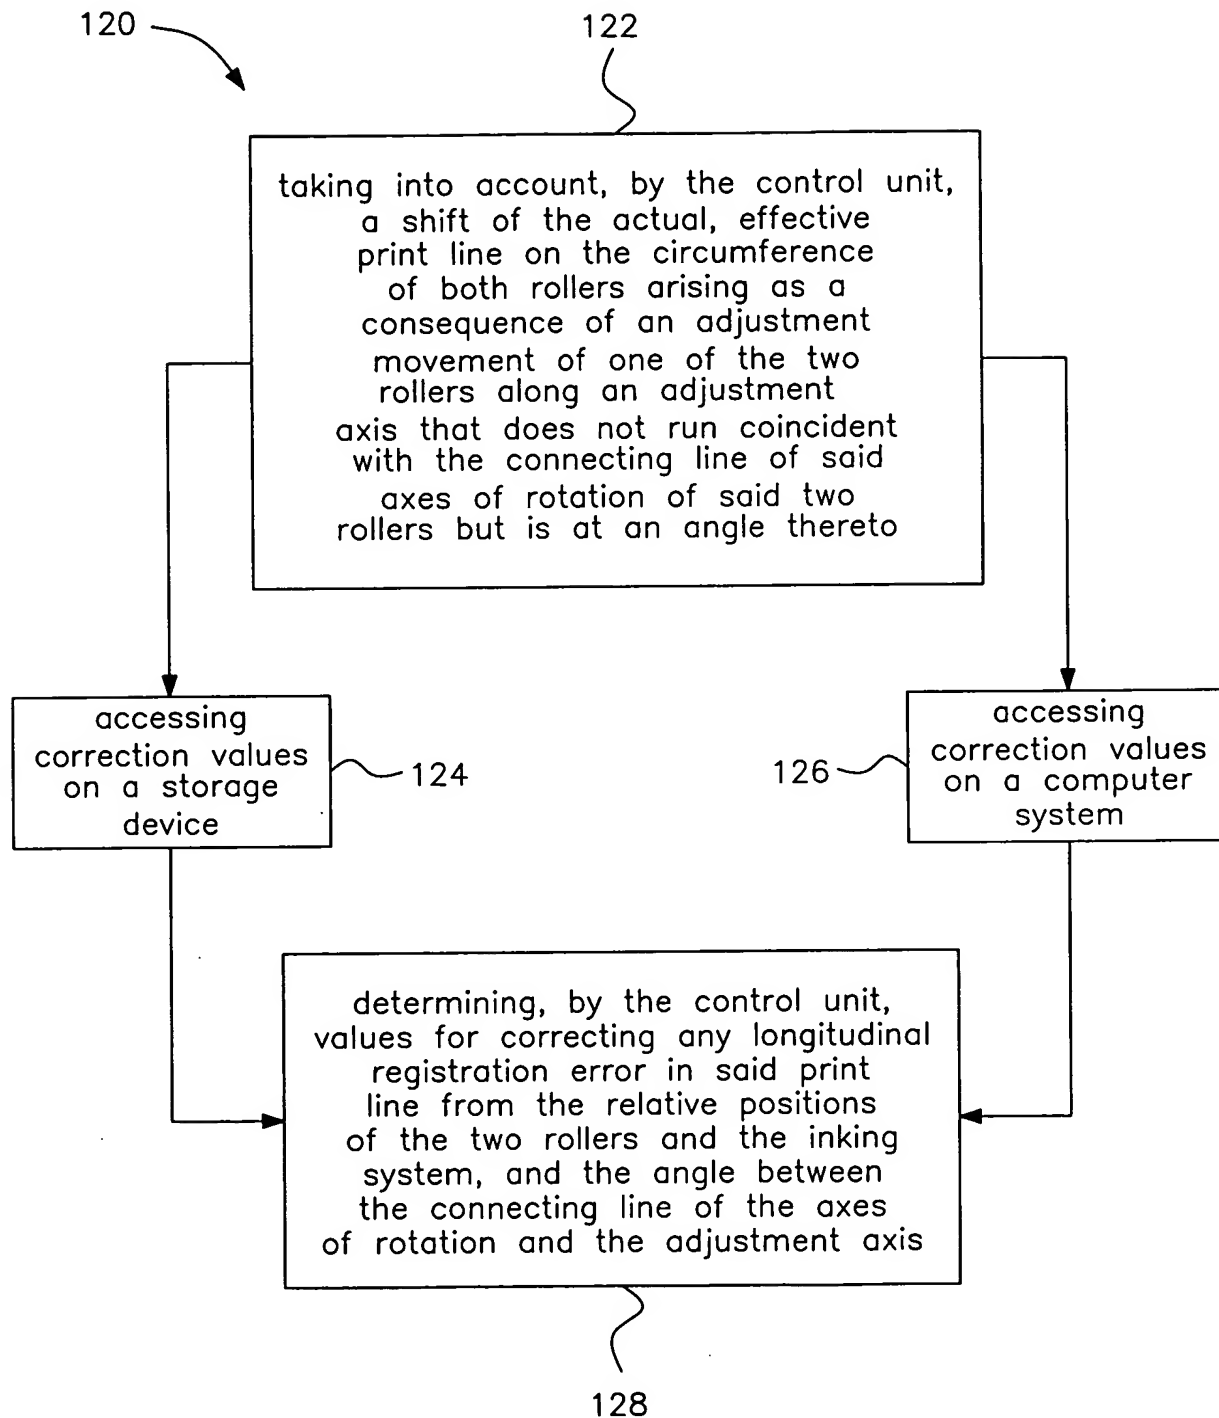 120
122
taking into account, by the control unit,
a shift of the actual, effective
print line on the circumference
of both rollers arising as a
consequence of an adjustment
movement of one of the two
rollers along an adjustment
axis that does not run coincident
with the connecting line of said
axes of rotation of said two
rollers but is at an angle thereto
accessing
correction values
on a storage
device
124
126
accessing
correction values
on a computer
system
determining, by the control unit,
values for correcting any longitudinal
registration error in said print
line from the relative positions
of the two rollers and the inking
system, and the angle between
the connecting line of the axes
of rotation and the adjustment axis
128